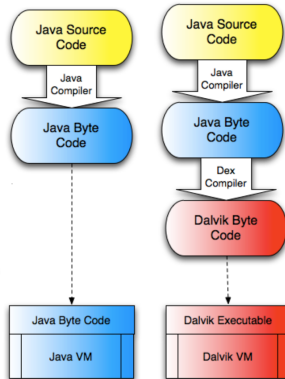 Java Source
Code
Java
Compiler
Java Byte
Code
Java Byte Code
Java VM
Java Source
Code
Java
Compiler
Java Byte
Code
Dex
Compiler
Dalvik Byte
Code
Dalvik Executable
Dalvik VM